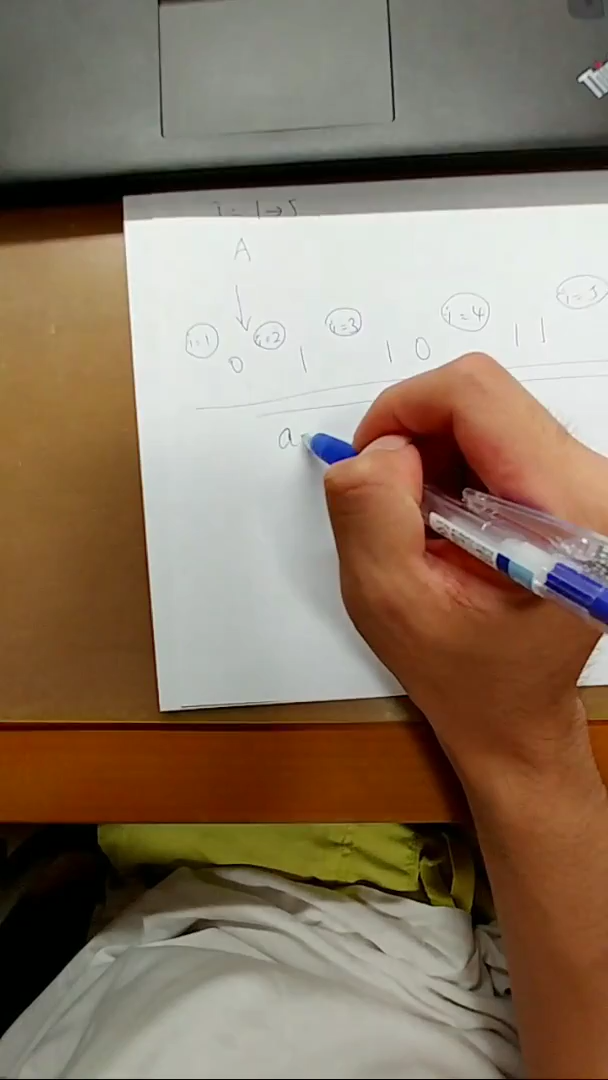 i = 1 → 5
A
i=1 i=2 i=3 i=4 i=5
0 1 1 0 1 1
a